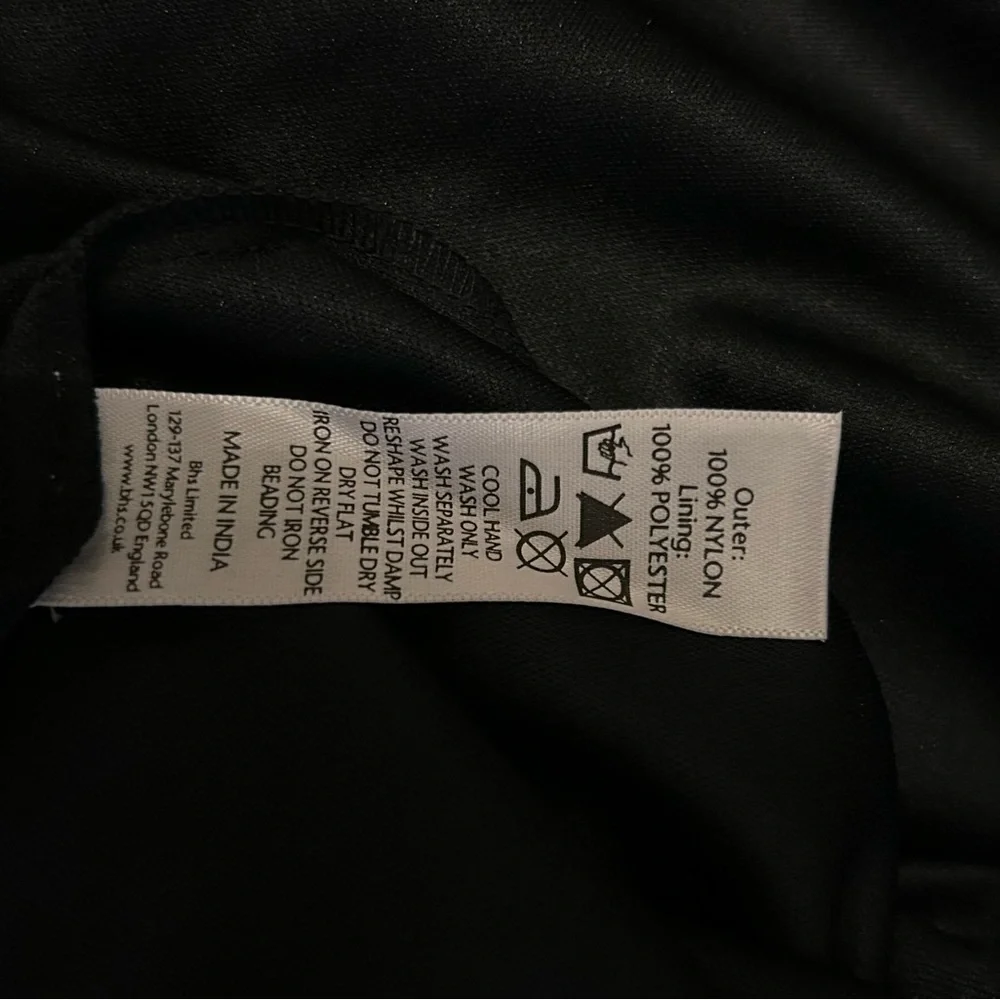 Outer:
100% NYLON
Lining:
100% POLYESTER
COOL HAND
WASH ONLY
WASH SEPARATELY
WASH INSIDE OUT
RESHAPE WHILST DAMP
DO NOT TUMBLE DRY
DRY FLAT
IRON ON REVERSE SIDE
DO NOT IRON
BEADING
MADE IN INDIA
Bhs Limited
129-137 Marylebone Road
London NW1 5QD England
www.bhs.co.uk